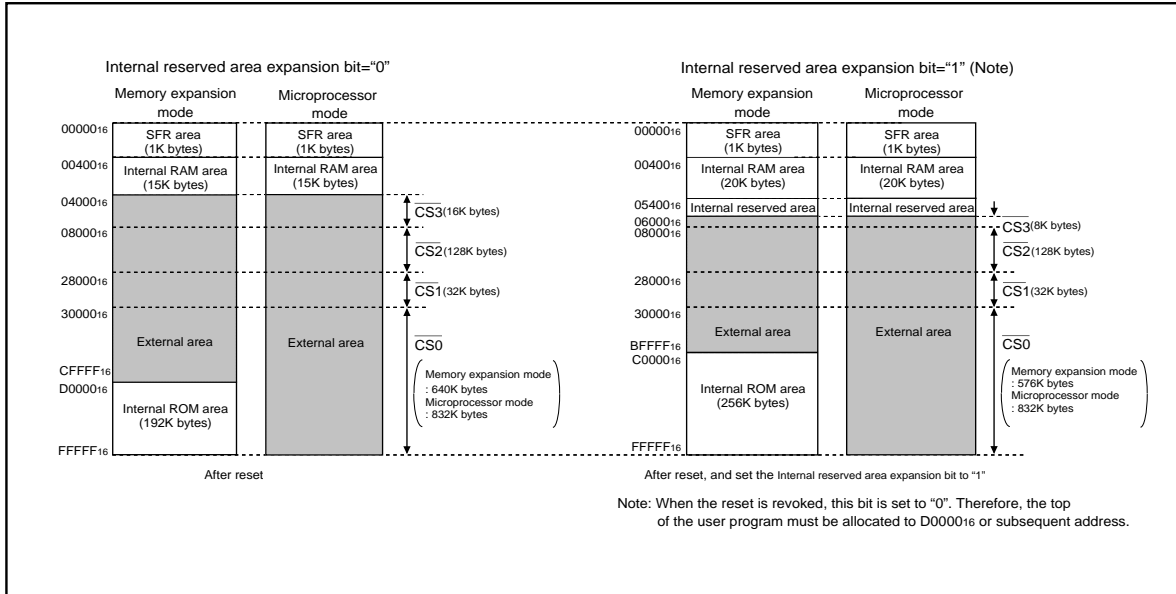 Internal reserved area expansion bit=“0”
Memory expansion
mode
Microprocessor
mode
0000016
SFR area
(1K bytes)
SFR area
(1K bytes)
0040016
Internal RAM area
(15K bytes)
Internal RAM area
(15K bytes)
0400016
CS3(16K bytes)
0800016
CS2(128K bytes)
2800016
CS1(32K bytes)
3000016
External area
External area
CS0
Memory expansion mode
: 640K bytes
Microprocessor mode
: 832K bytes
CFFFF16
D000016
Internal ROM area
(192K bytes)
FFFFF16
After reset
Internal reserved area expansion bit=“1” (Note)
Memory expansion
mode
Microprocessor
mode
0000016
SFR area
(1K bytes)
SFR area
(1K bytes)
0040016
Internal RAM area
(20K bytes)
Internal RAM area
(20K bytes)
0540016
Internal reserved area
Internal reserved area
0600016
CS3(8K bytes)
0800016
CS2(128K bytes)
2800016
CS1(32K bytes)
3000016
External area
External area
CS0
BFFFF16
C000016
Memory expansion mode
: 576K bytes
Microprocessor mode
: 832K bytes
Internal ROM area
(256K bytes)
FFFFF16
After reset, and set the Internal reserved area expansion bit to “1”
Note: When the reset is revoked, this bit is set to “0”. Therefore, the top
of the user program must be allocated to D000016 or subsequent address.